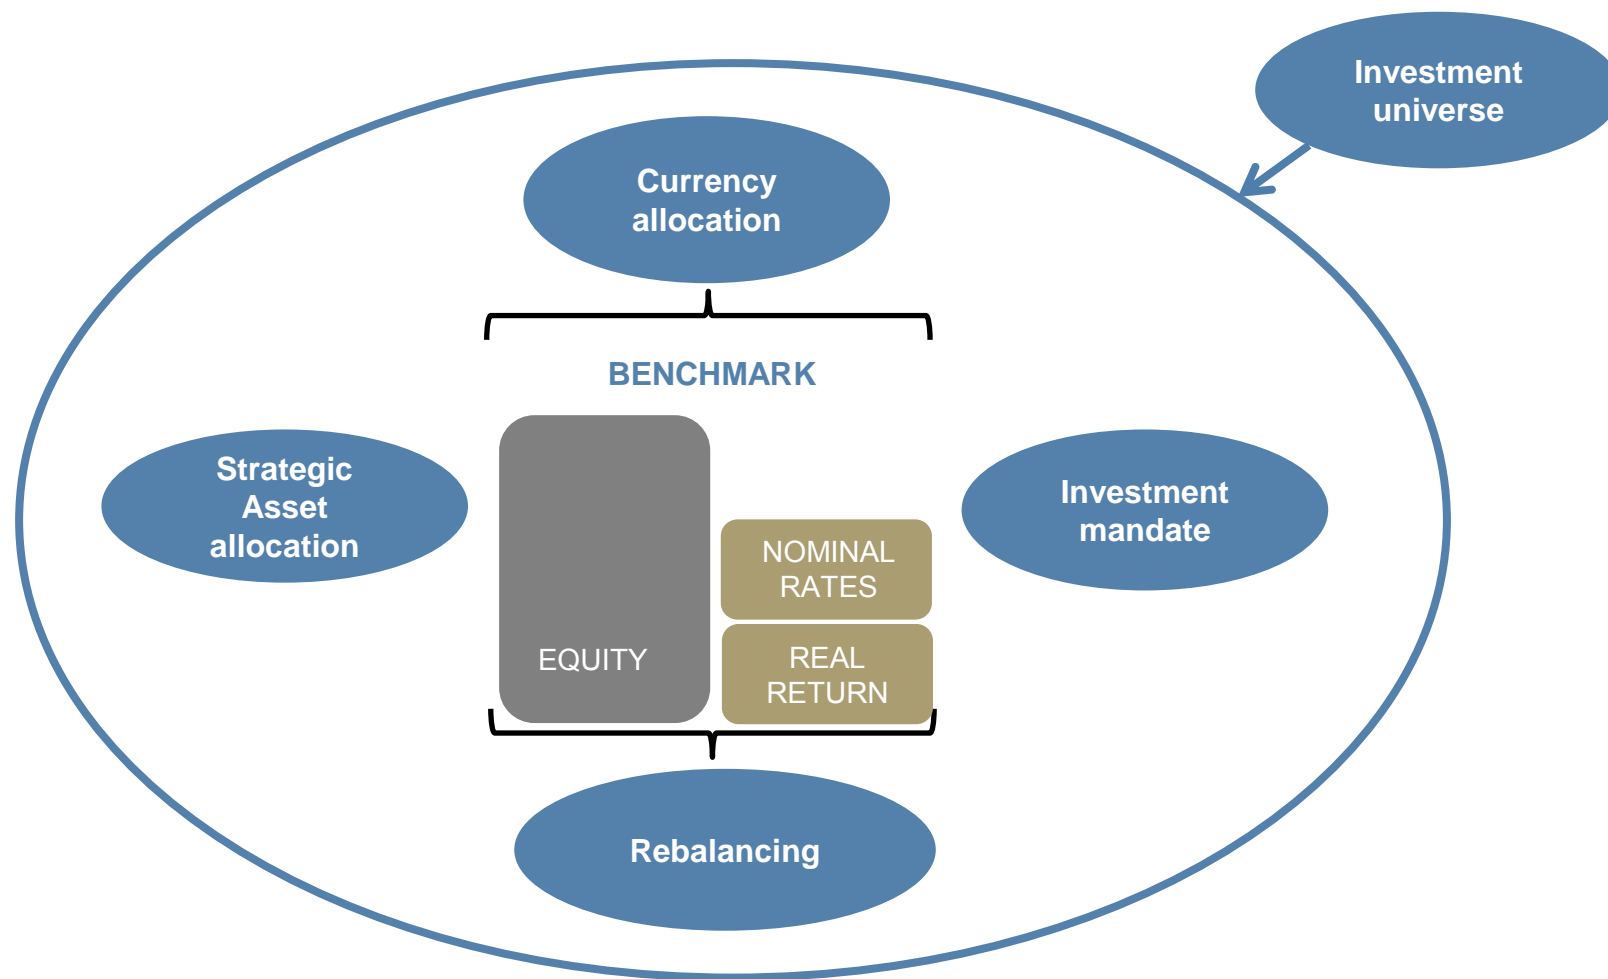 Investment
universe
Currency
allocation
BENCHMARK
Strategic
Asset
allocation
Investment
mandate
NOMINAL
RATES
EQUITY
REAL
RETURN
Rebalancing